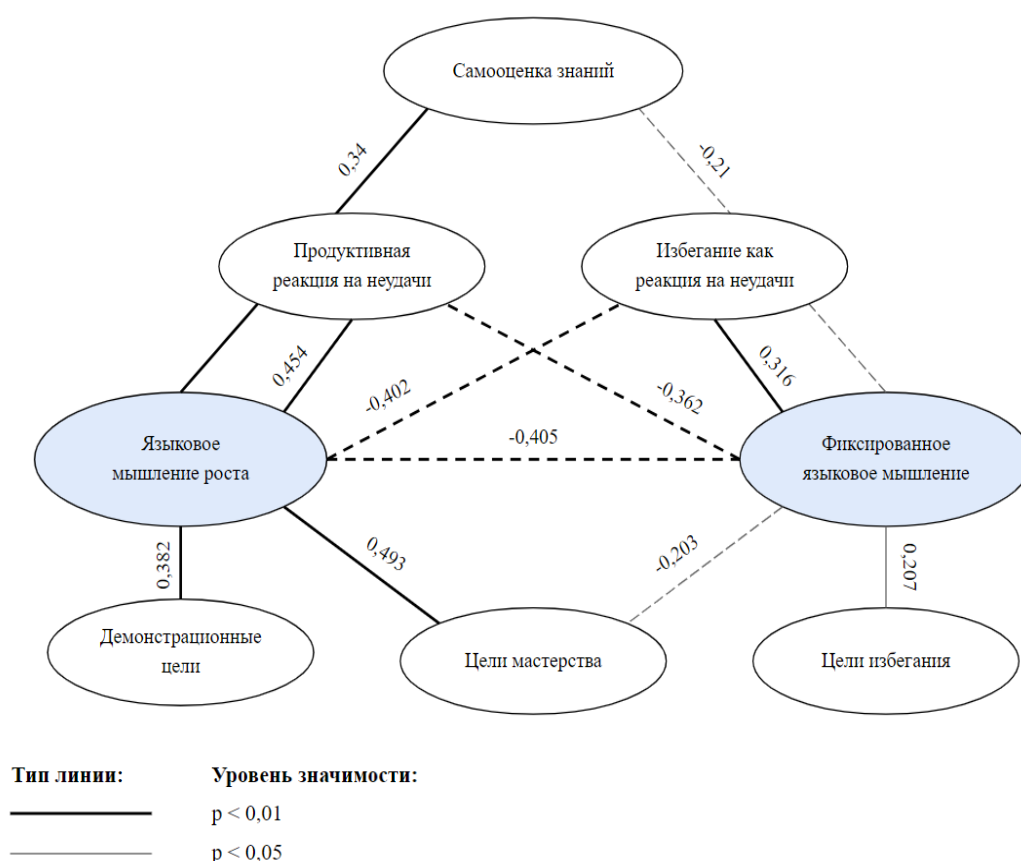 Самооценка знаний
0,34
-0,21
Продуктивная
реакция на неудачи
Избегание как
реакция на неудачи
0,454
-0,402
-0,362
0,316
-0,405
Языковое
мышление роста
Фиксированное
языковое мышление
0,382
0,493
-0,203
0,207
Демонстрационные
цели
Цели мастерства
Цели избегания
Тип линии:
Уровень значимости:
p < 0,01
p < 0,05